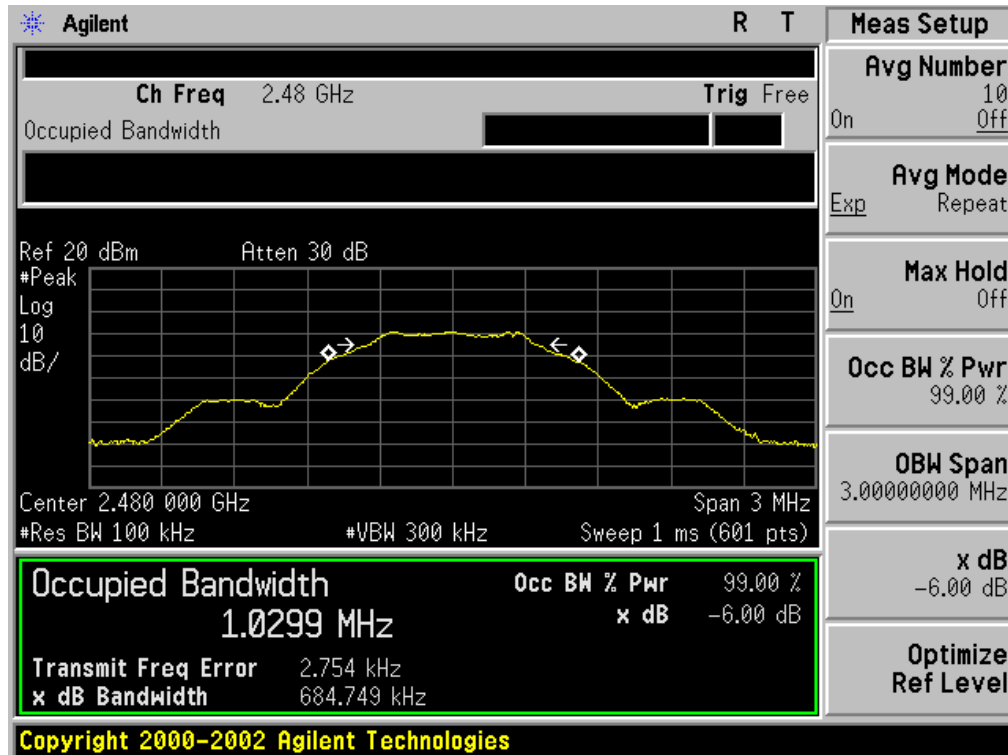 Agilent R T
Ch Freq 2.48 GHz Trig Free
Occupied Bandwidth
Ref 20 dBm Atten 30 dB
#Peak
Log
10
dB/
Center 2.480 000 GHz Span 3 MHz
#Res BW 100 kHz #VBW 300 kHz Sweep 1 ms (601 pts)
Occupied Bandwidth Occ BW % Pwr 99.00 %
1.0299 MHz x dB -6.00 dB
Transmit Freq Error 2.754 kHz
x dB Bandwidth 684.749 kHz
Copyright 2000-2002 Agilent Technologies
Meas Setup
Avg Number
10
On Off
Avg Mode
Exp Repeat
Max Hold
On Off
Occ BW % Pwr
99.00 %
OBW Span
3.00000000 MHz
x dB
-6.00 dB
Optimize
Ref Level